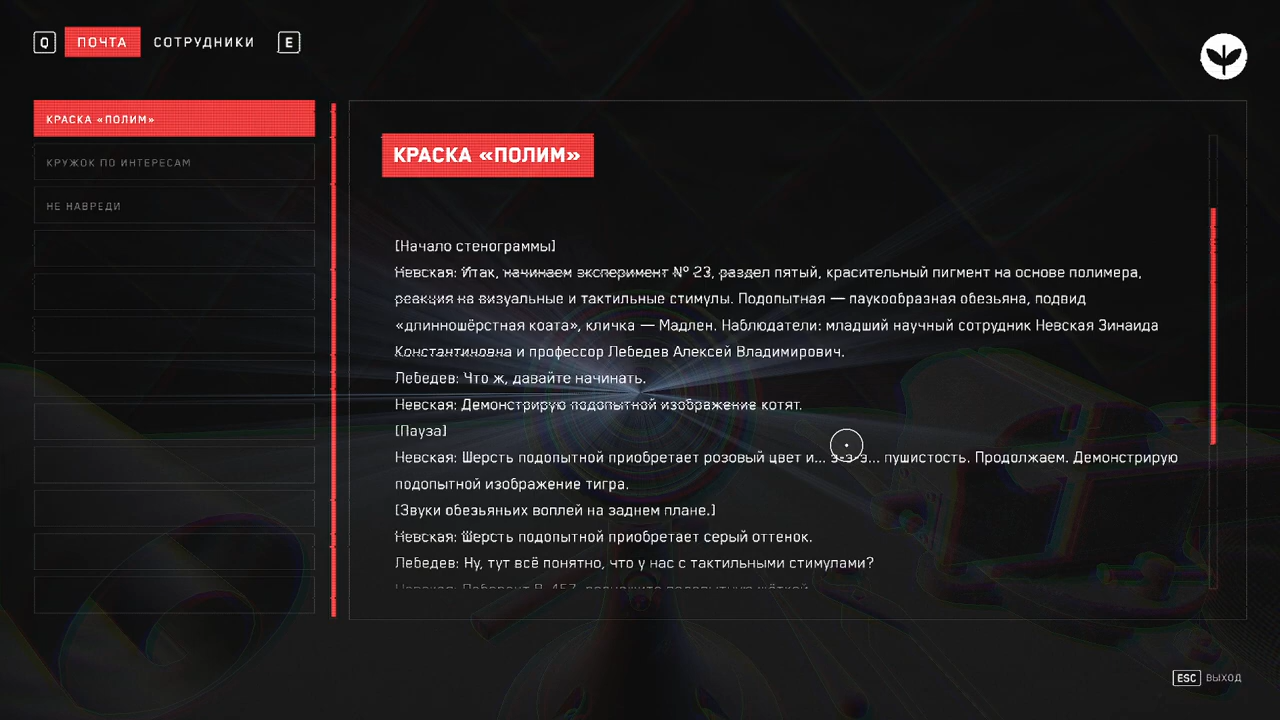 Q ПОЧТА СОТРУДНИКИ E
КРАСКА «ПОЛИМ»
КРУЖОК ПО ИНТЕРЕСАМ
НЕ НАВРЕДИ
КРАСКА «ПОЛИМ»
[Начало стенограммы]
Невская: Итак, начинаем эксперимент № 23, раздел пятый, красительный пигмент на основе полимера,
реакция на визуальные и тактильные стимулы. Подопытная — паукообразная обезьяна, подвид
«длинношёрстная коата», кличка — Мадлен. Наблюдатели: младший научный сотрудник Невская Зинаида
Константиновна и профессор Лебедев Алексей Владимирович.
Лебедев: Что ж, давайте начинать.
Невская: Демонстрирую подопытной изображение котят.
[Пауза]
Невская: Шерсть подопытной приобретает розовый цвет и... э-э-э... пушистость. Продолжаем. Демонстрирую
подопытной изображение тигра.
[Звуки обезьяньих воплей на заднем плане.]
Невская: Шерсть подопытной приобретает серый оттенок.
Лебедев: Ну, тут всё понятно, что у нас с тактильными стимулами?
ESC ВЫХОД